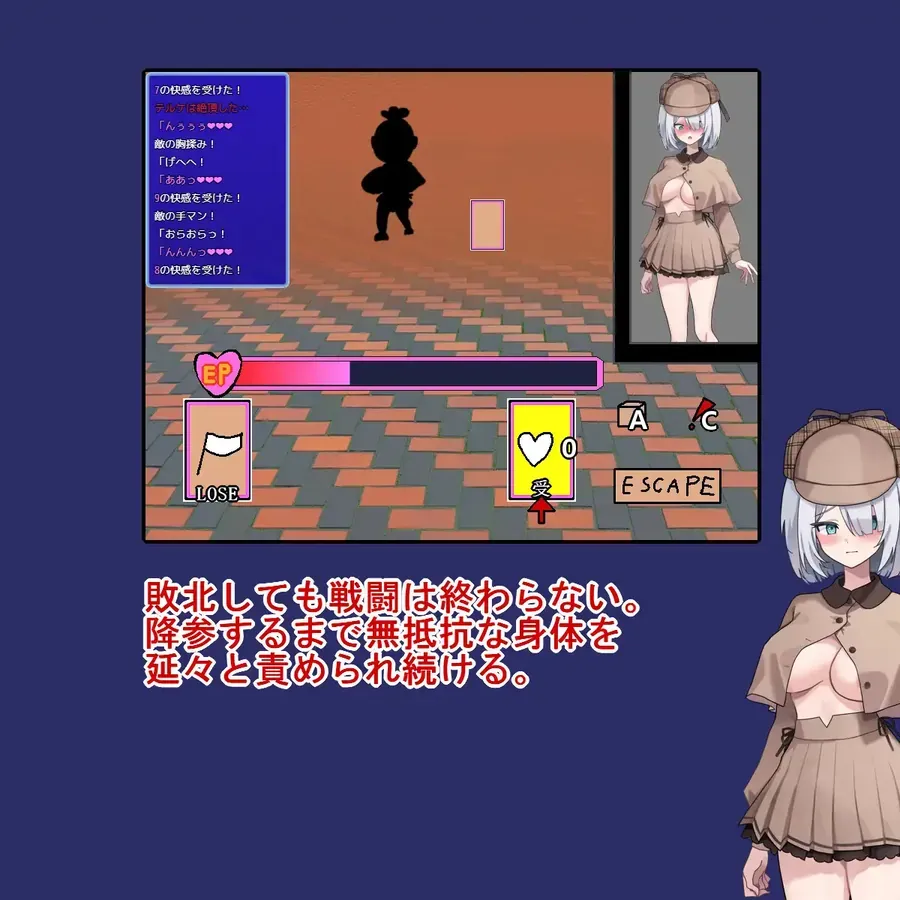 7の快感を受けた！
テルテは絶頂した…
「んぅぅぅ❤❤❤
敵の胸揉み！
「げへへ！
「ああっ❤❤❤
9の快感を受けた！
敵の手マン！
「おらおらっ！
「んんんっ❤❤❤
8の快感を受けた！
EP
LOSE
0
受
A
C
ESCAPE
敗北しても戦闘は終わらない。
降参するまで無抵抗な身体を
延々と責められ続ける。